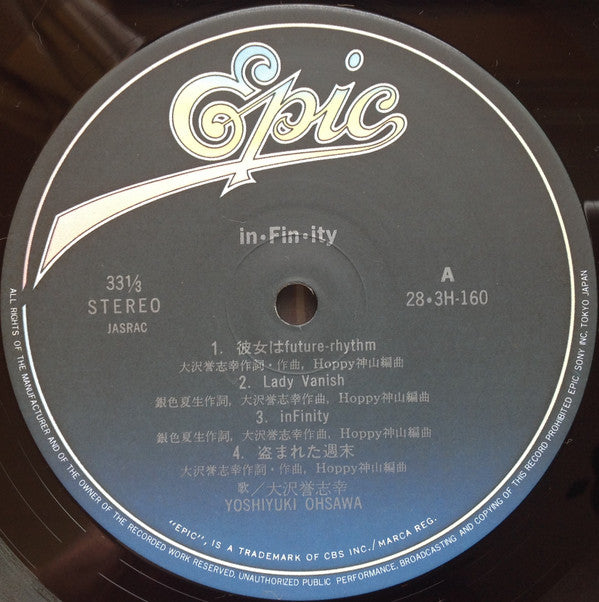 Epic
in•Fin•ity
33⅓
STEREO
JASRAC
A
28•3H-160
1. 彼女はfuture-rhythm
大沢誉志幸作詞・作曲, Hoppy神山編曲
2. Lady Vanish
銀色夏生作詞, 大沢誉志幸作曲, Hoppy神山編曲
3. inFinity
銀色夏生作詞, 大沢誉志幸作曲, Hoppy神山編曲
4. 盗まれた週末
大沢誉志幸作詞・作曲, Hoppy神山編曲
歌／大沢誉志幸
YOSHIYUKI OHSAWA
"EPIC", IS A TRADEMARK OF CBS INC./MARCA REG.
ALL RIGHTS OF THE MANUFACTURER AND OF THE OWNER OF THE RECORDED WORK RESERVED, UNAUTHORIZED PUBLIC PERFORMANCE, BROADCASTING AND COPYING OF THIS RECORD PROHIBITED EPIC SONY INC. TOKYO JAPAN